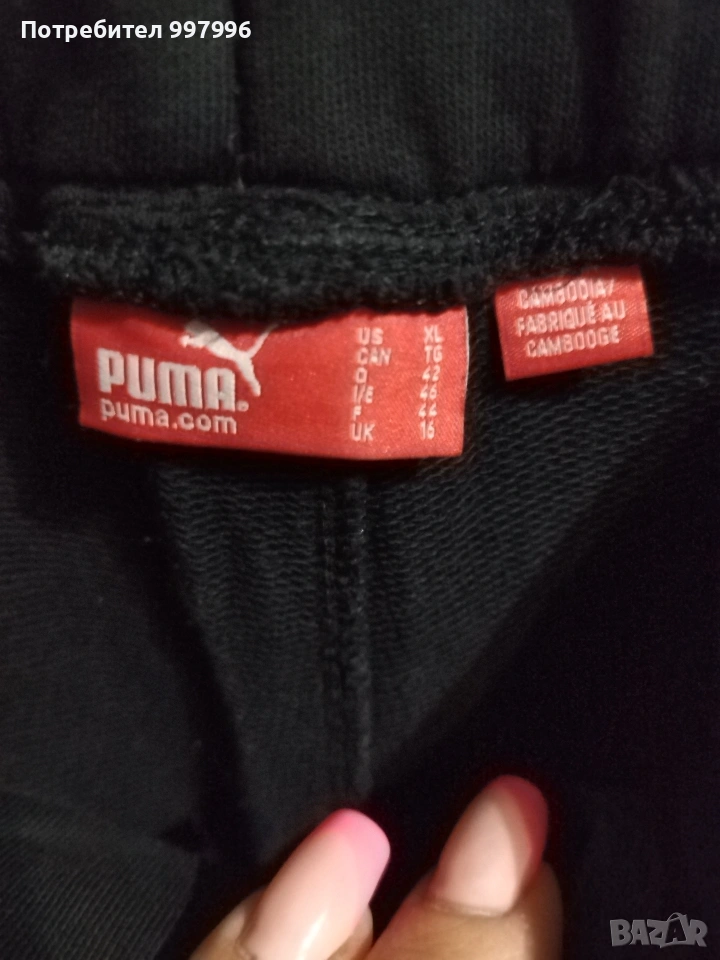 Потребител 997996
PUMA®
puma.com
US XL
CAN TG
D 42
I/E 46
F 44
UK 16
CAMBODIA/
FABRIQUÉ AU
CAMBODGE
BAZAR